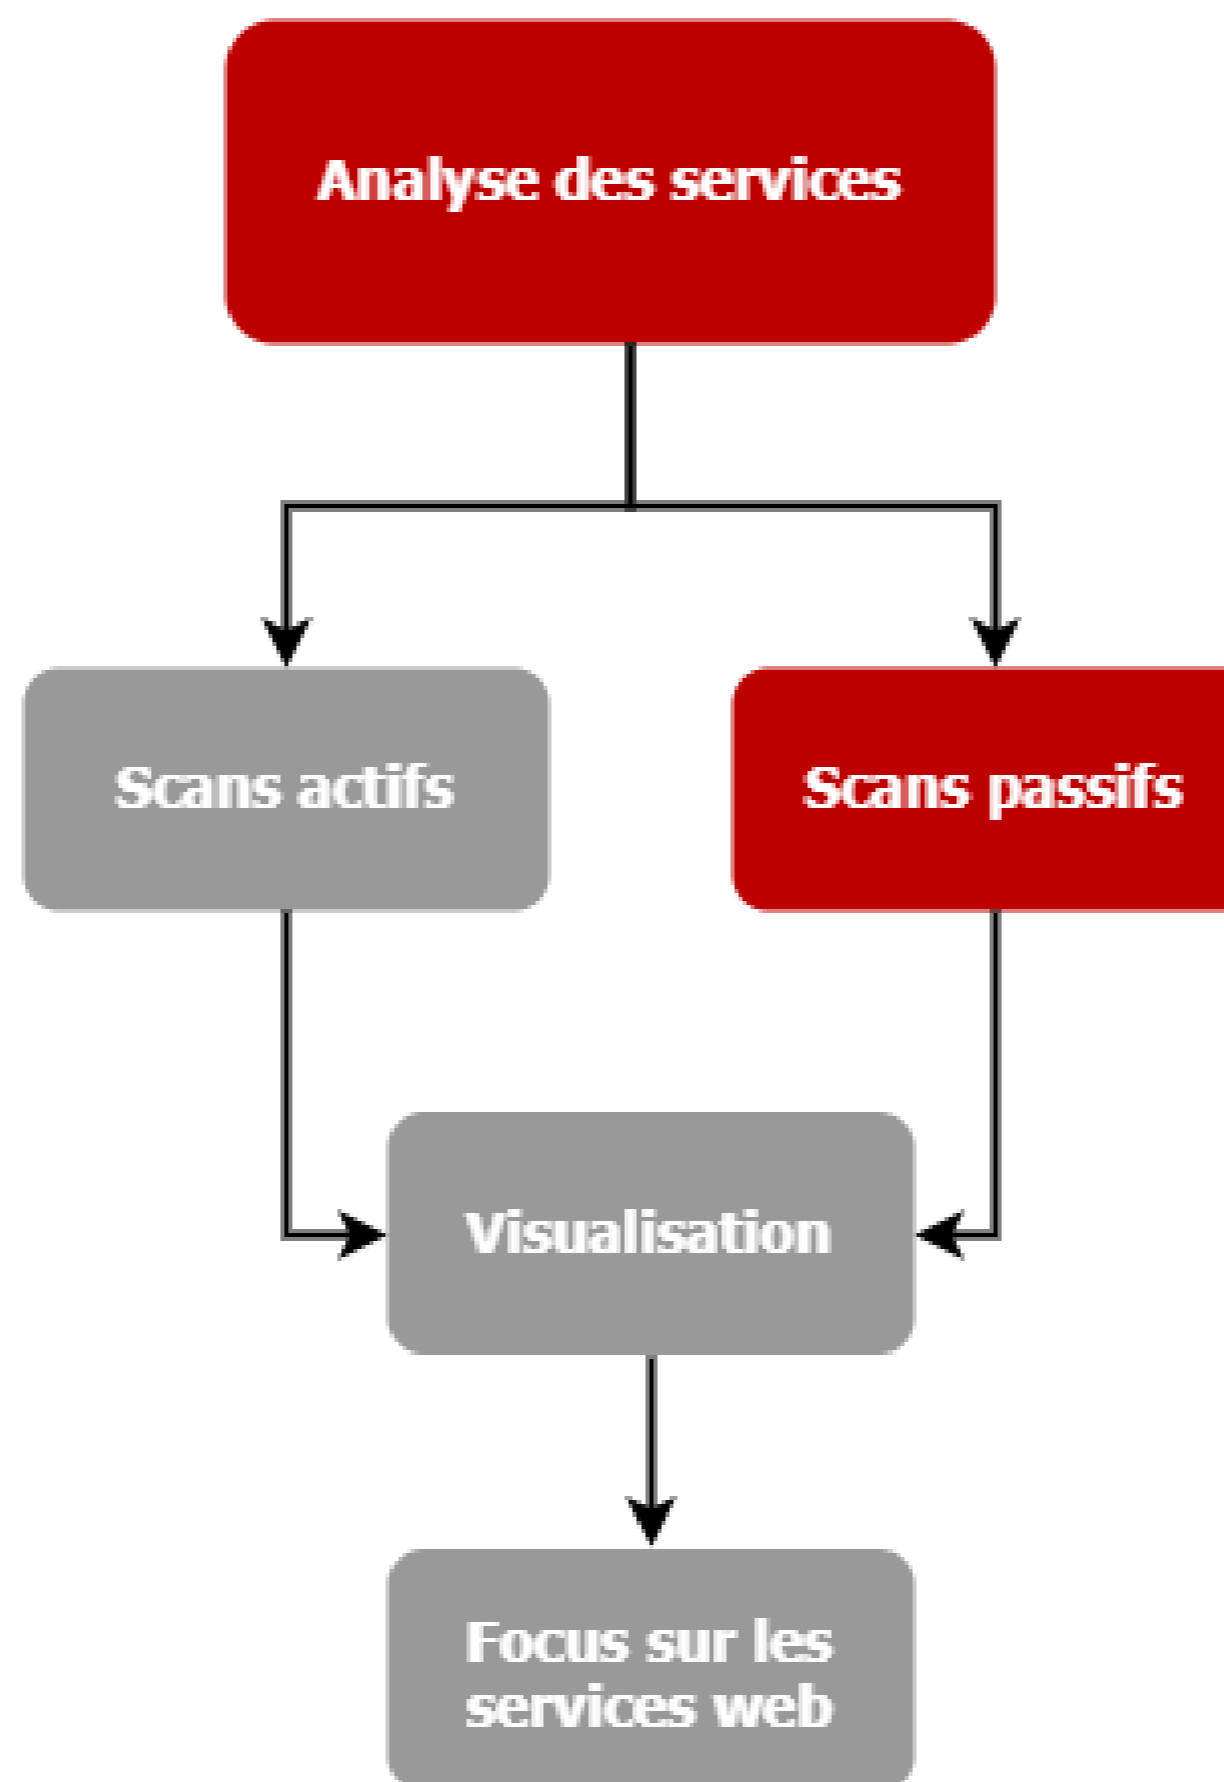 Analyse des services
Scans actifs
Scans passifs
Visualisation
Focus sur les
services web